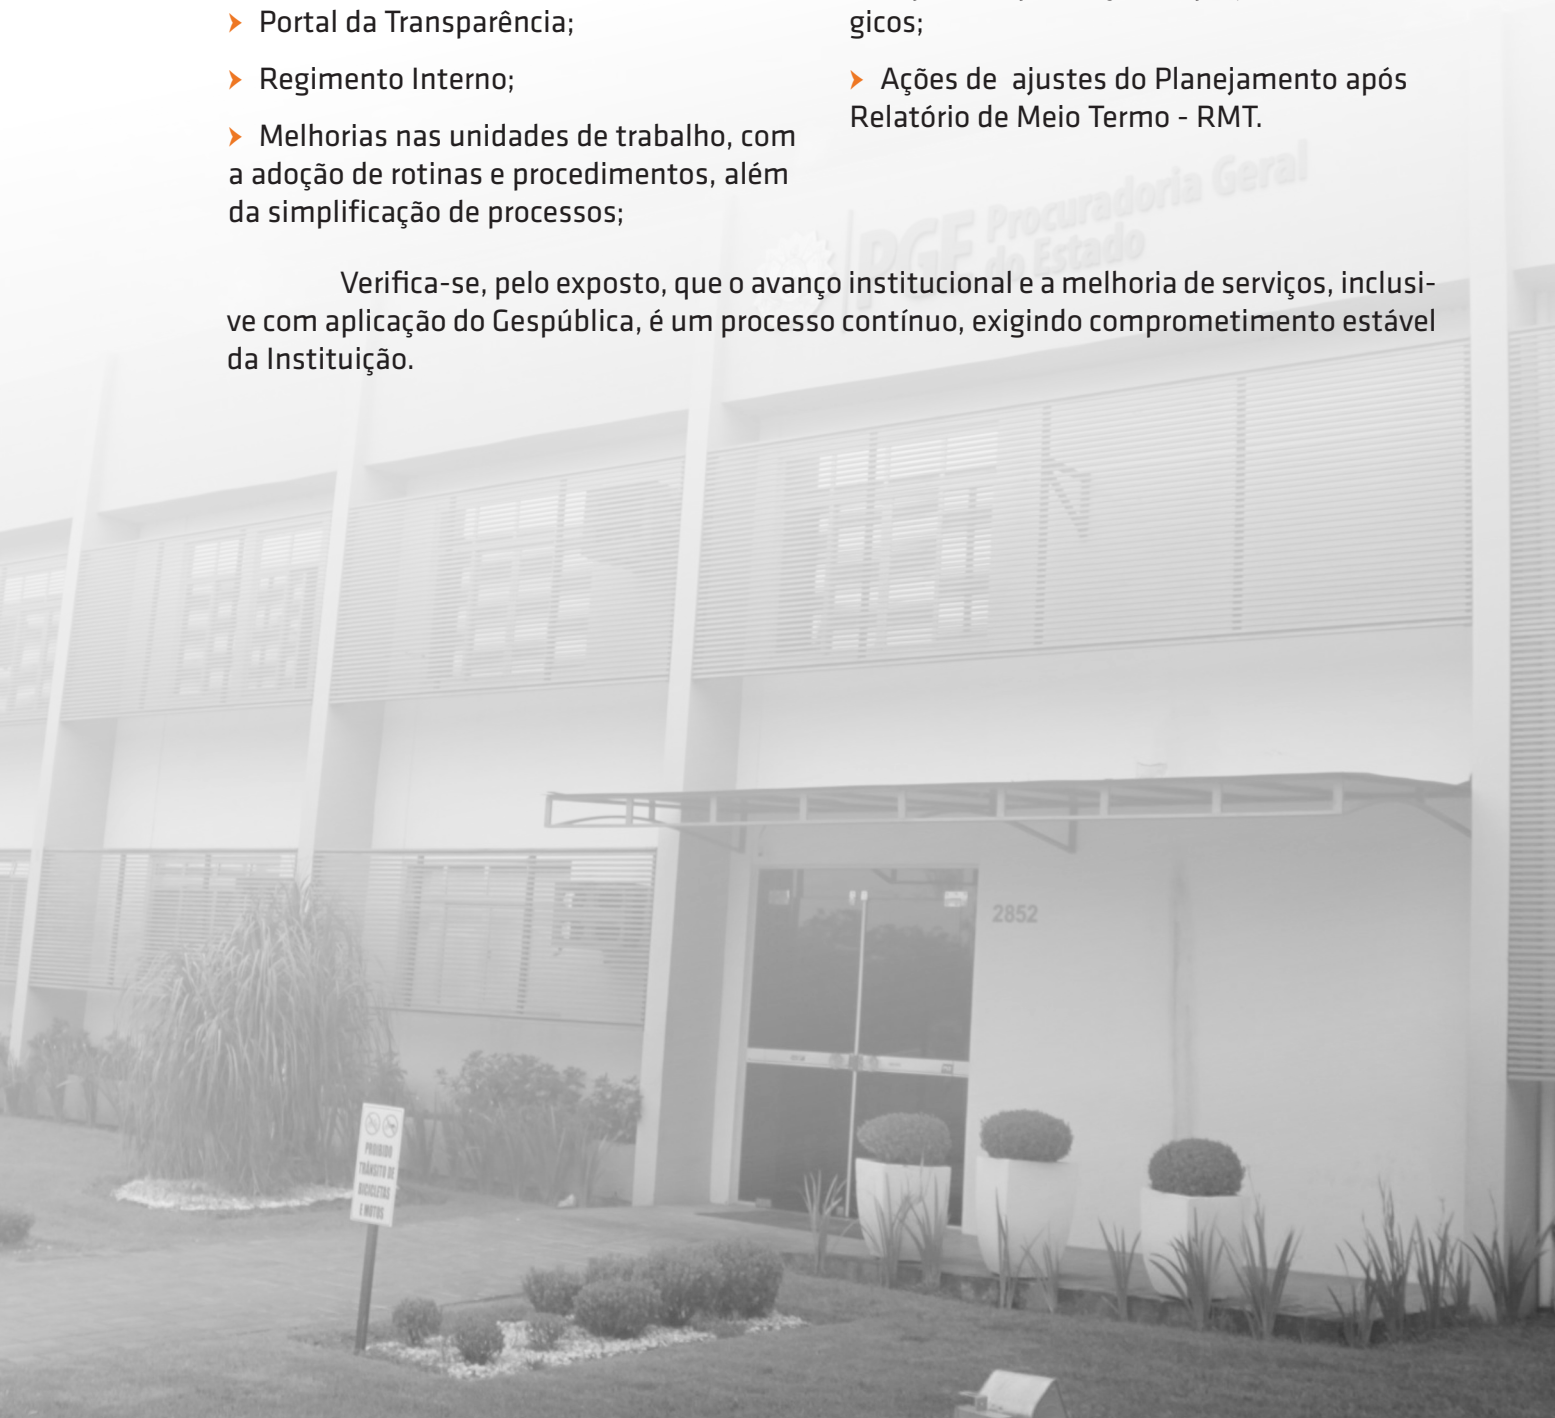 Portal da Transparência;
Regimento Interno;
Melhorias nas unidades de trabalho, com
a adoção de rotinas e procedimentos, além
da simplificação de processos;
gicos;
Ações de  ajustes do Planejamento após
Relatório de Meio Termo - RMT.
PGE Procuradoria Geral
do Estado
Verifica-se, pelo exposto, que o avanço institucional e a melhoria de serviços, inclusi-
ve com aplicação do Gespública, é um processo contínuo, exigindo comprometimento estável
da Instituição.
2852
PROIBIDO
TRÂNSITO DE
BICICLETAS
E MOTOS